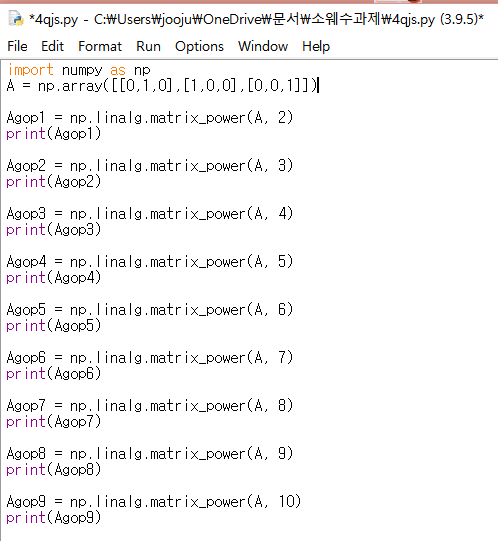 *4qjs.py - C:₩Users₩jooju₩OneDrive₩문서₩소웨수과제₩4qjs.py (3.9.5)*
File Edit Format Run Options Window Help
import numpy as np
A = np.array([[0,1,0],[1,0,0],[0,0,1]])
Agop1 = np.linalg.matrix_power(A, 2)
print(Agop1)
Agop2 = np.linalg.matrix_power(A, 3)
print(Agop2)
Agop3 = np.linalg.matrix_power(A, 4)
print(Agop3)
Agop4 = np.linalg.matrix_power(A, 5)
print(Agop4)
Agop5 = np.linalg.matrix_power(A, 6)
print(Agop5)
Agop6 = np.linalg.matrix_power(A, 7)
print(Agop6)
Agop7 = np.linalg.matrix_power(A, 8)
print(Agop7)
Agop8 = np.linalg.matrix_power(A, 9)
print(Agop8)
Agop9 = np.linalg.matrix_power(A, 10)
print(Agop9)